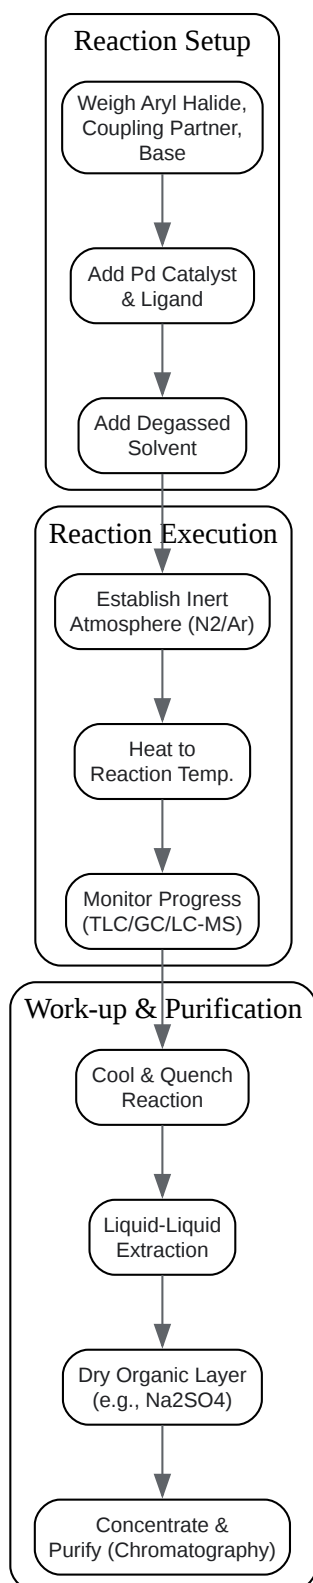 Reaction Setup
Weigh Aryl Halide,
Coupling Partner,
Base
Add Pd Catalyst
& Ligand
Add Degassed
Solvent
Reaction Execution
Establish Inert
Atmosphere (N2/Ar)
Heat to
Reaction Temp.
Monitor Progress
(TLC/GC/LC-MS)
Work-up & Purification
Cool & Quench
Reaction
Liquid-Liquid
Extraction
Dry Organic Layer
(e.g., Na2SO4)
Concentrate &
Purify (Chromatography)